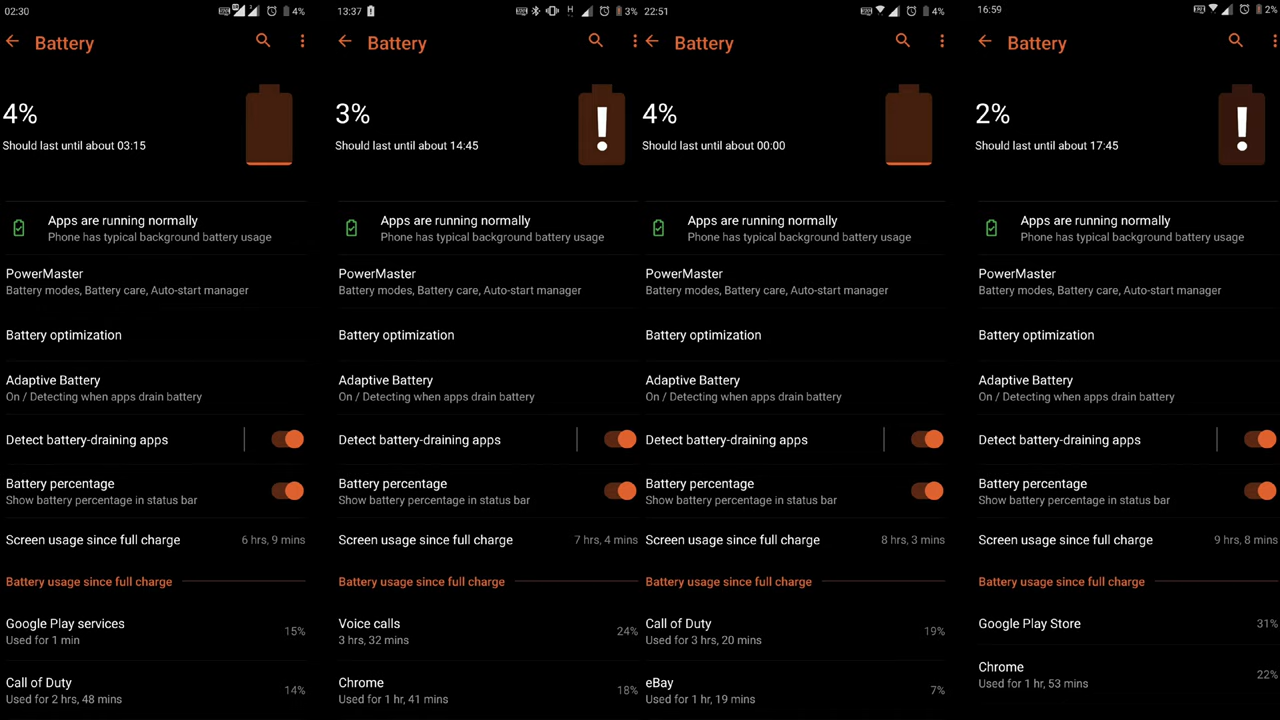 02:30
4%
Battery
4%
Should last until about 03:15
Apps are running normally
Phone has typical background battery usage
PowerMaster
Battery modes, Battery care, Auto-start manager
Battery optimization
Adaptive Battery
On / Detecting when apps drain battery
Detect battery-draining apps
Battery percentage
Show battery percentage in status bar
Screen usage since full charge 6 hrs, 9 mins
Battery usage since full charge
Google Play services
Used for 1 min
15%
Call of Duty
Used for 2 hrs, 48 mins
14%
13:37
H
3%
Battery
3%
Should last until about 14:45
Apps are running normally
Phone has typical background battery usage
PowerMaster
Battery modes, Battery care, Auto-start manager
Battery optimization
Adaptive Battery
On / Detecting when apps drain battery
Detect battery-draining apps
Battery percentage
Show battery percentage in status bar
Screen usage since full charge 7 hrs, 4 mins
Battery usage since full charge
Voice calls
3 hrs, 32 mins
24%
Chrome
Used for 1 hr, 41 mins
18%
22:51
4%
Battery
4%
Should last until about 00:00
Apps are running normally
Phone has typical background battery usage
PowerMaster
Battery modes, Battery care, Auto-start manager
Battery optimization
Adaptive Battery
On / Detecting when apps drain battery
Detect battery-draining apps
Battery percentage
Show battery percentage in status bar
Screen usage since full charge 8 hrs, 3 mins
Battery usage since full charge
Call of Duty
Used for 3 hrs, 20 mins
19%
eBay
Used for 1 hr, 19 mins
7%
16:59
2%
Battery
2%
Should last until about 17:45
Apps are running normally
Phone has typical background battery usage
PowerMaster
Battery modes, Battery care, Auto-start manager
Battery optimization
Adaptive Battery
On / Detecting when apps drain battery
Detect battery-draining apps
Battery percentage
Show battery percentage in status bar
Screen usage since full charge 9 hrs, 8 mins
Battery usage since full charge
Google Play Store
31%
Chrome
Used for 1 hr, 53 mins
22%